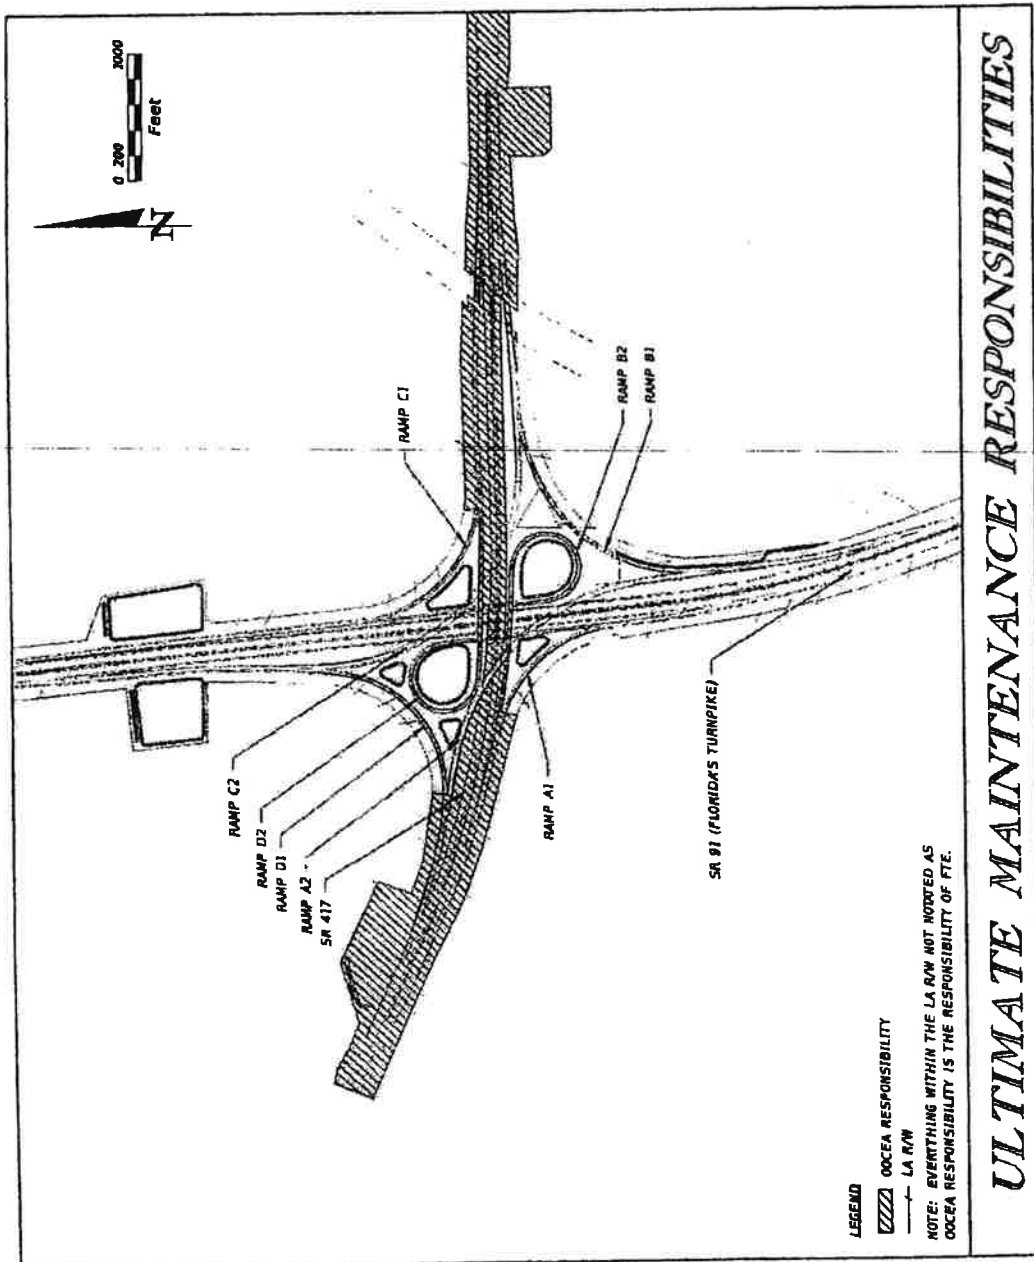 0 200 1000
Feet
N
RAMP C1
RAMP B2
RAMP B1
RAMP C2
RAMP D2
RAMP D1
RAMP A2
SR 417
RAMP A1
SR 91 (FLORIDA'S TURNPIKE)
LEGEND
OOCEA RESPONSIBILITY
LA R/W
NOTE: EVERYTHING WITHIN THE LA R/W NOT NOTATED AS
OOCEA RESPONSIBILITY IS THE RESPONSIBILITY OF FTE.
ULTIMATE MAINTENANCE RESPONSIBILITIES